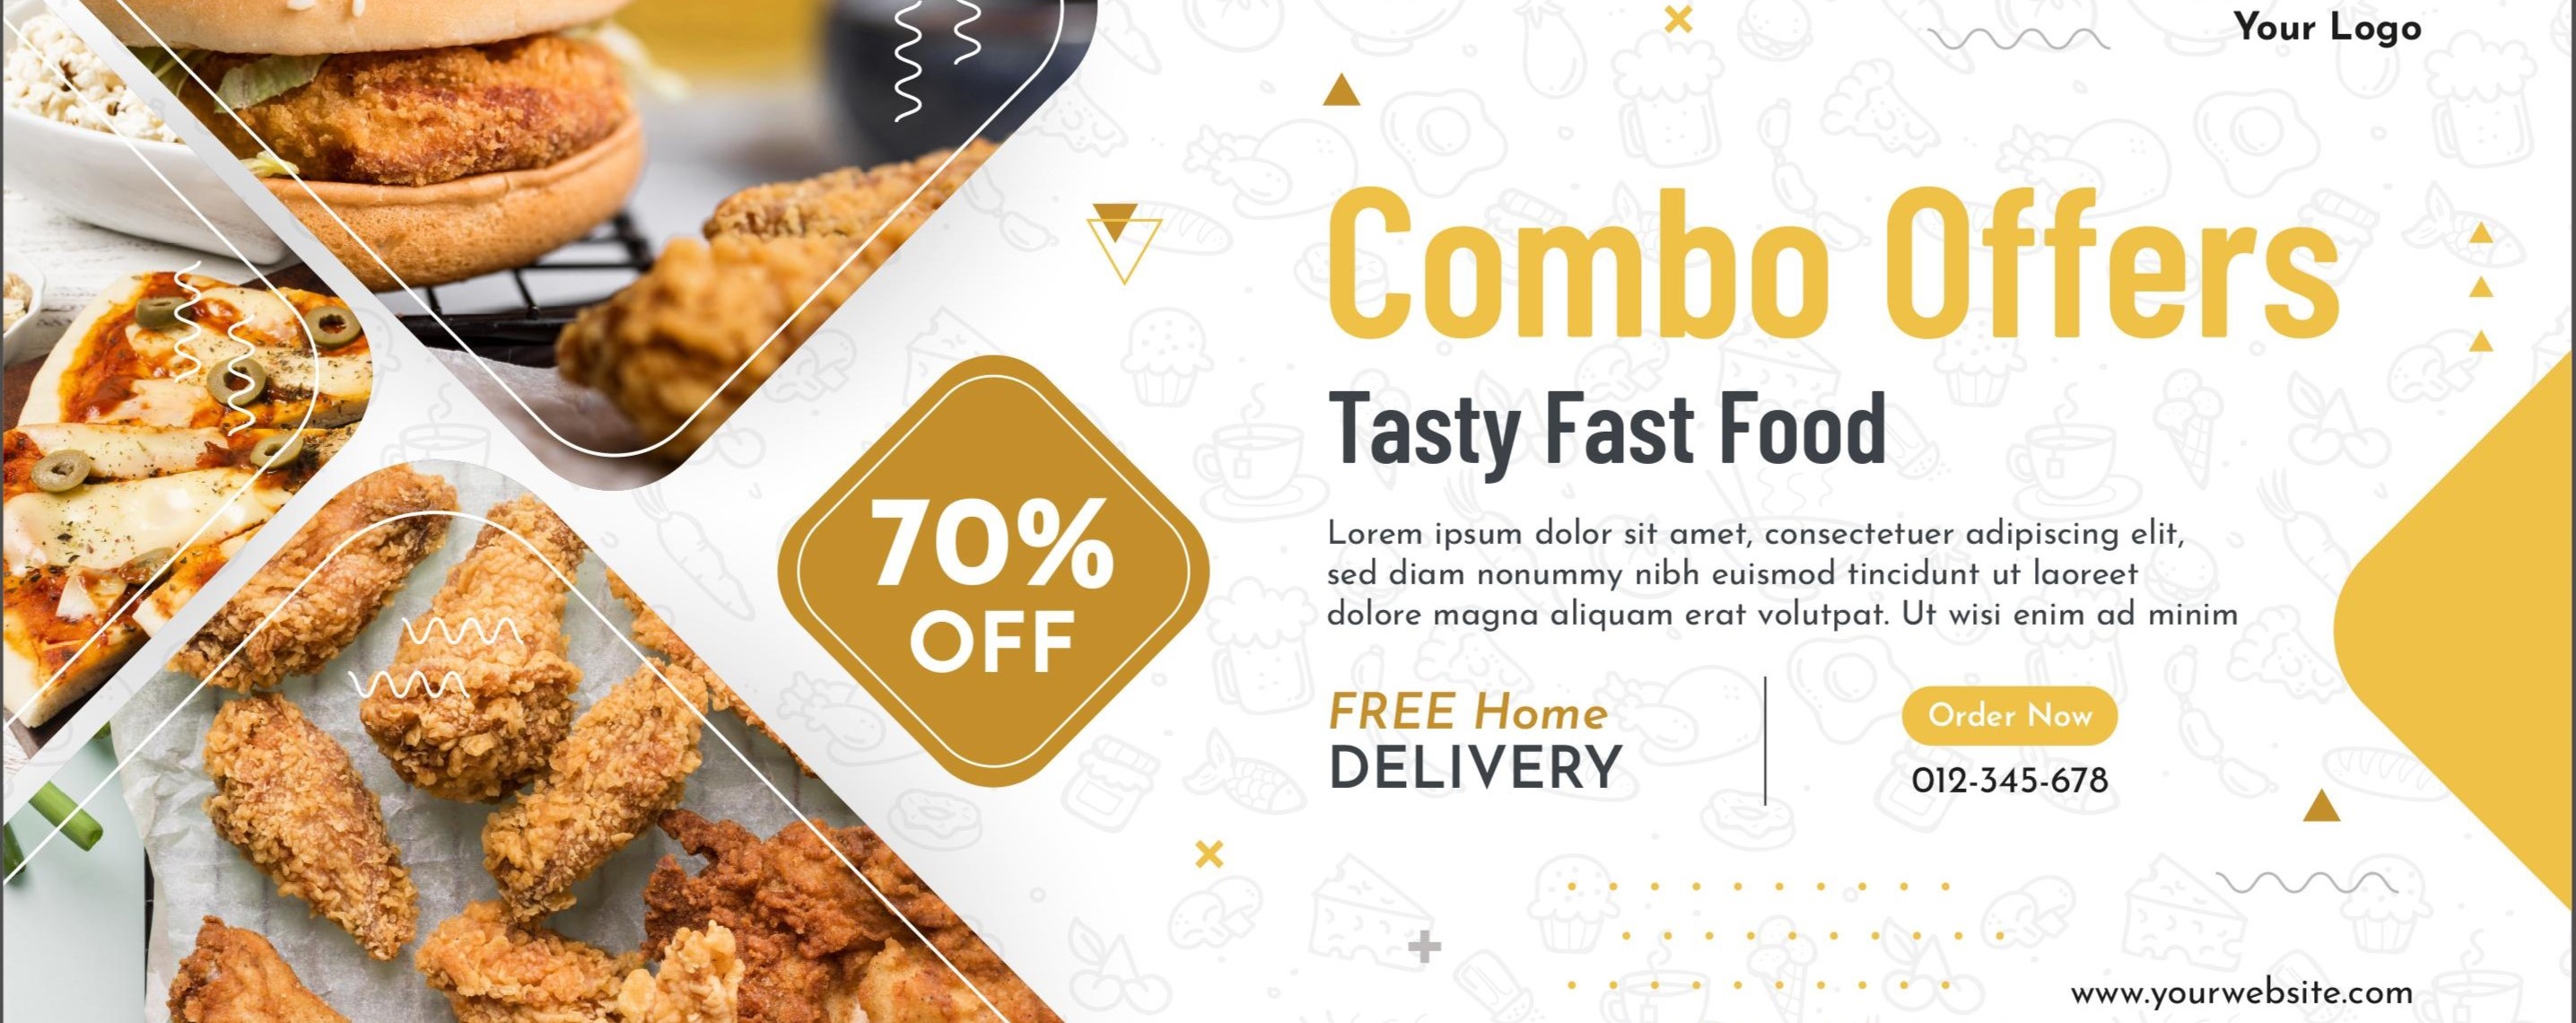 Your Logo
Combo Offers
Tasty Fast Food
70%
OFF
Lorem ipsum dolor sit amet, consectetuer adipiscing elit,
sed diam nonummy nibh euismod tincidunt ut laoreet
dolore magna aliquam erat volutpat. Ut wisi enim ad minim
FREE Home
DELIVERY
Order Now
012-345-678
www.yourwebsite.com